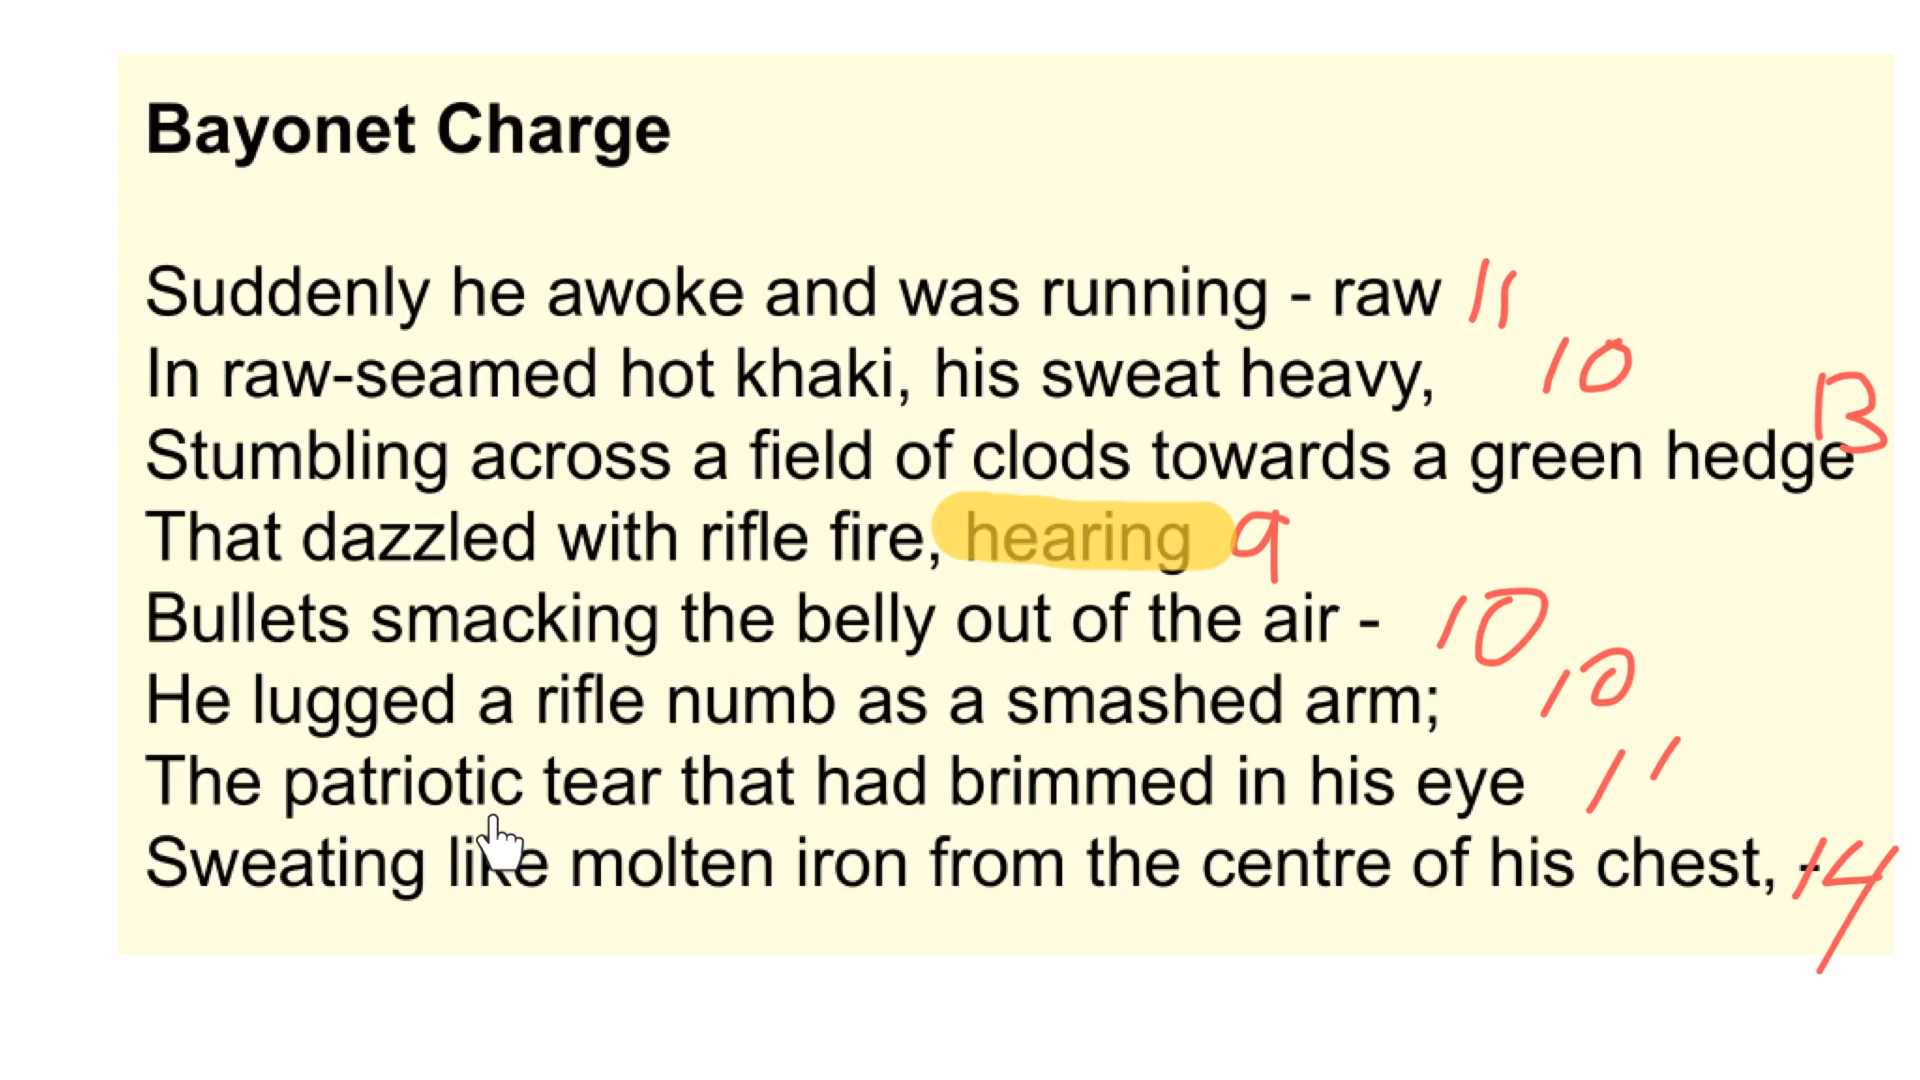 Bayonet Charge
Suddenly he awoke and was running - raw 11
In raw-seamed hot khaki, his sweat heavy, 10
Stumbling across a field of clods towards a green hedge 13
That dazzled with rifle fire, hearing 9
Bullets smacking the belly out of the air - 10
He lugged a rifle numb as a smashed arm; 10
The patriotic tear that had brimmed in his eye 11
Sweating like molten iron from the centre of his chest, - 14